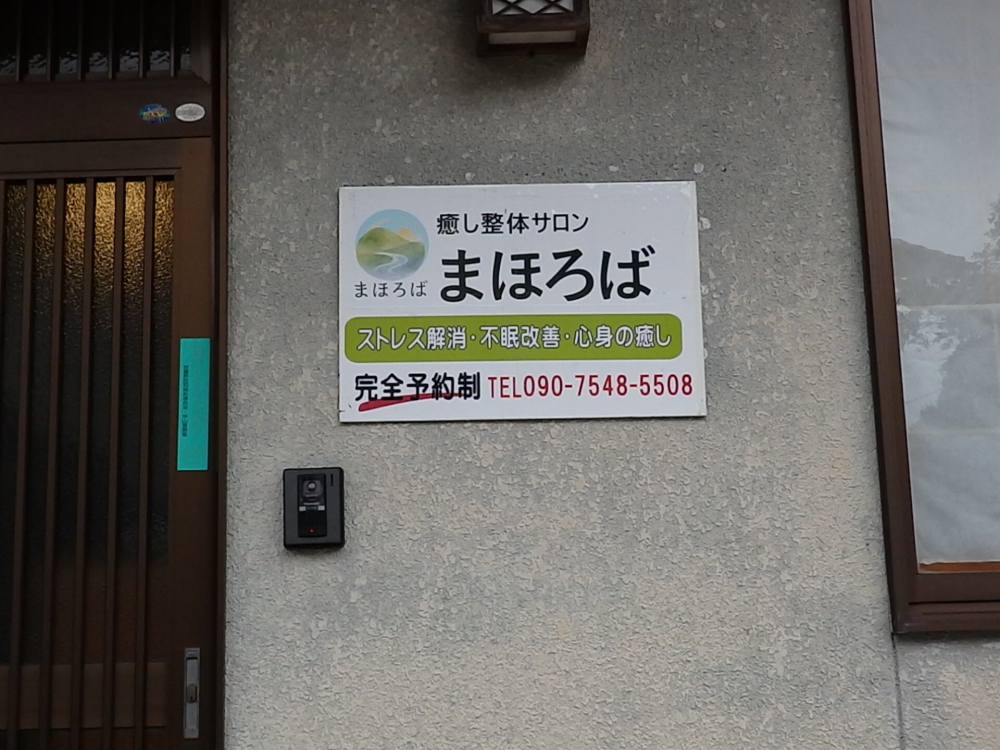 癒し整体サロン
まほろば
まほろば
ストレス解消・不眠改善・心身の癒し
完全予約制 TEL090-7548-5508